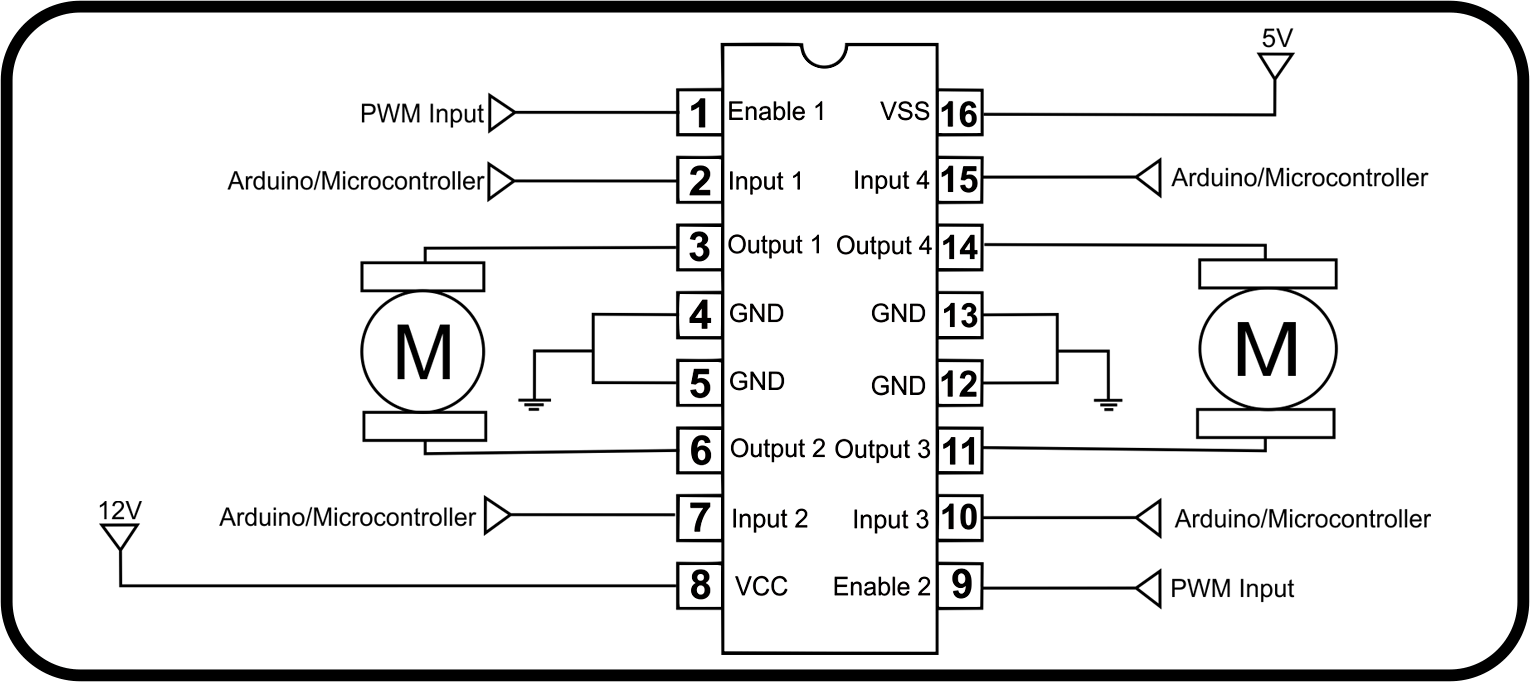 5V
PWM Input
1
Enable 1
VSS
16
Arduino/Microcontroller
2
Input 1
Input 4
15
Arduino/Microcontroller
3
Output 1
Output 4
14
4
GND
GND
13
M
M
5
GND
GND
12
6
Output 2
Output 3
11
12V
Arduino/Microcontroller
7
Input 2
Input 3
10
Arduino/Microcontroller
8
VCC
Enable 2
9
PWM Input